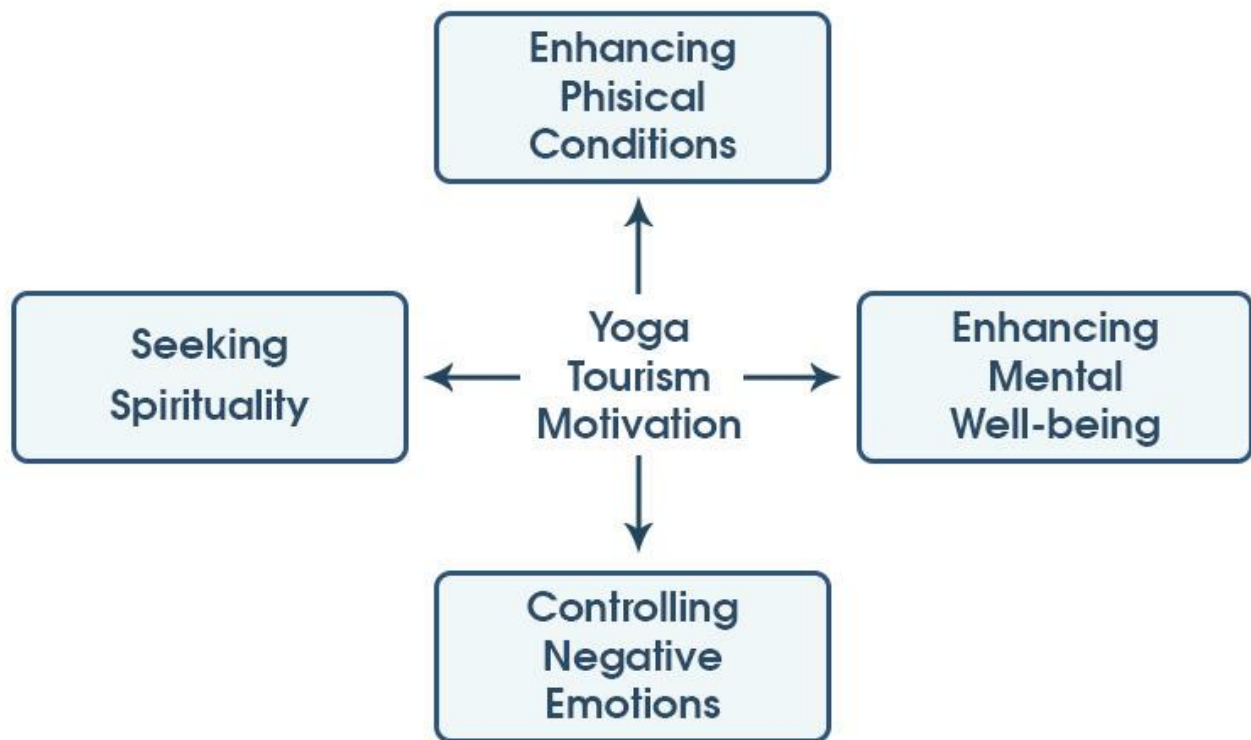 Enhancing
Phisical
Conditions
Seeking
Spirituality
Yoga
Tourism
Motivation
Enhancing
Mental
Well-being
Controlling
Negative
Emotions